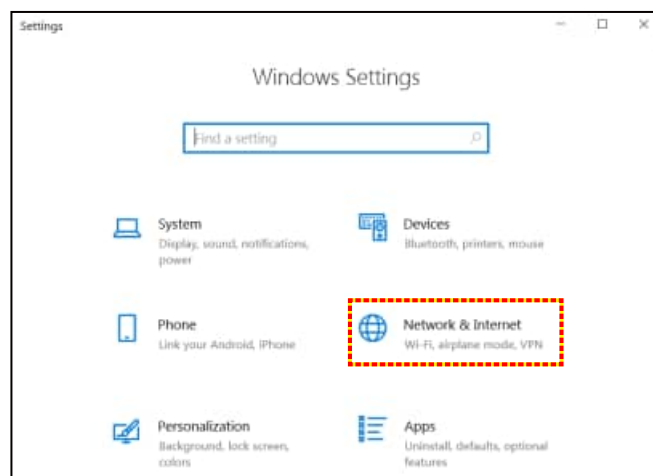 Settings
Windows Settings
Find a setting
System
Display, sound, notifications,
power
Devices
Bluetooth, printers, mouse
Phone
Link your Android, iPhone
Network & Internet
Wi-Fi, airplane mode, VPN
Personalization
Background, lock screen,
colors
Apps
Uninstall, defaults, optional
features